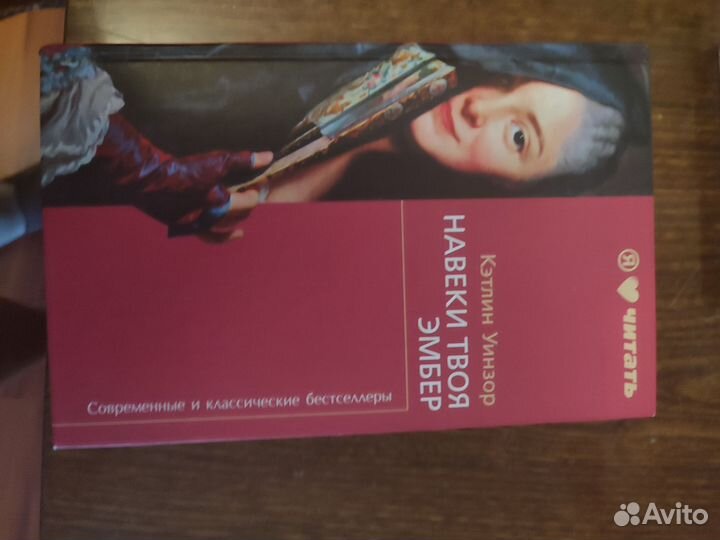 Кэтлин Уинзор
НАВЕКИ ТВОЯ
ЭМБЕР
Современные и классические бестселлеры
Я ♥ читать
Avito